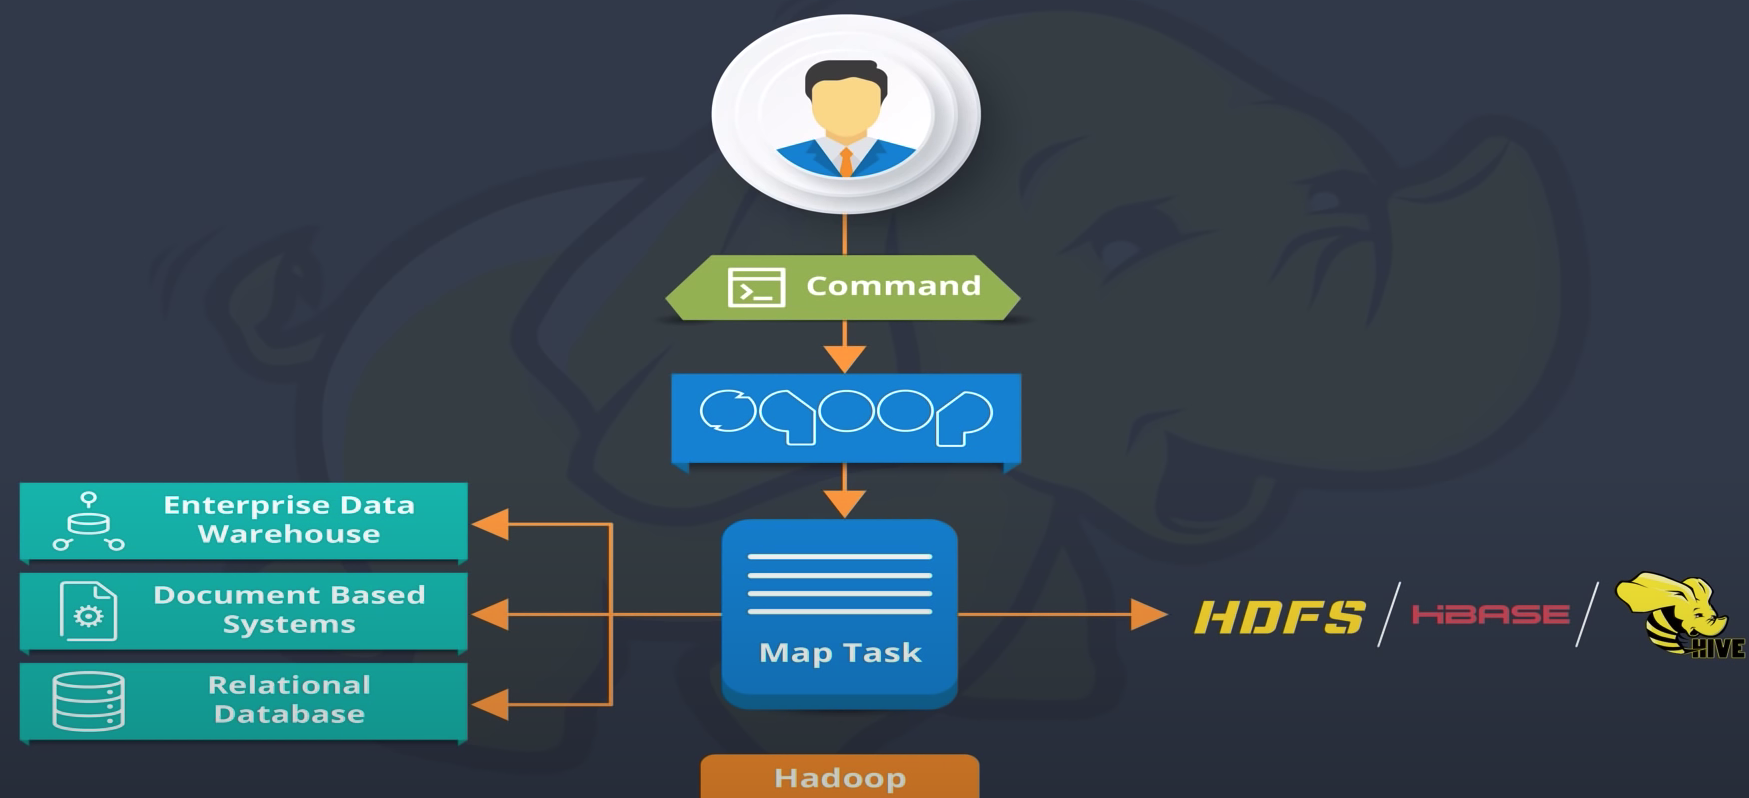 Command
sqoop
Enterprise Data
Warehouse
Document Based
Systems
Relational
Database
Map Task
HDFS / HBASE / HIVE
Hadoop